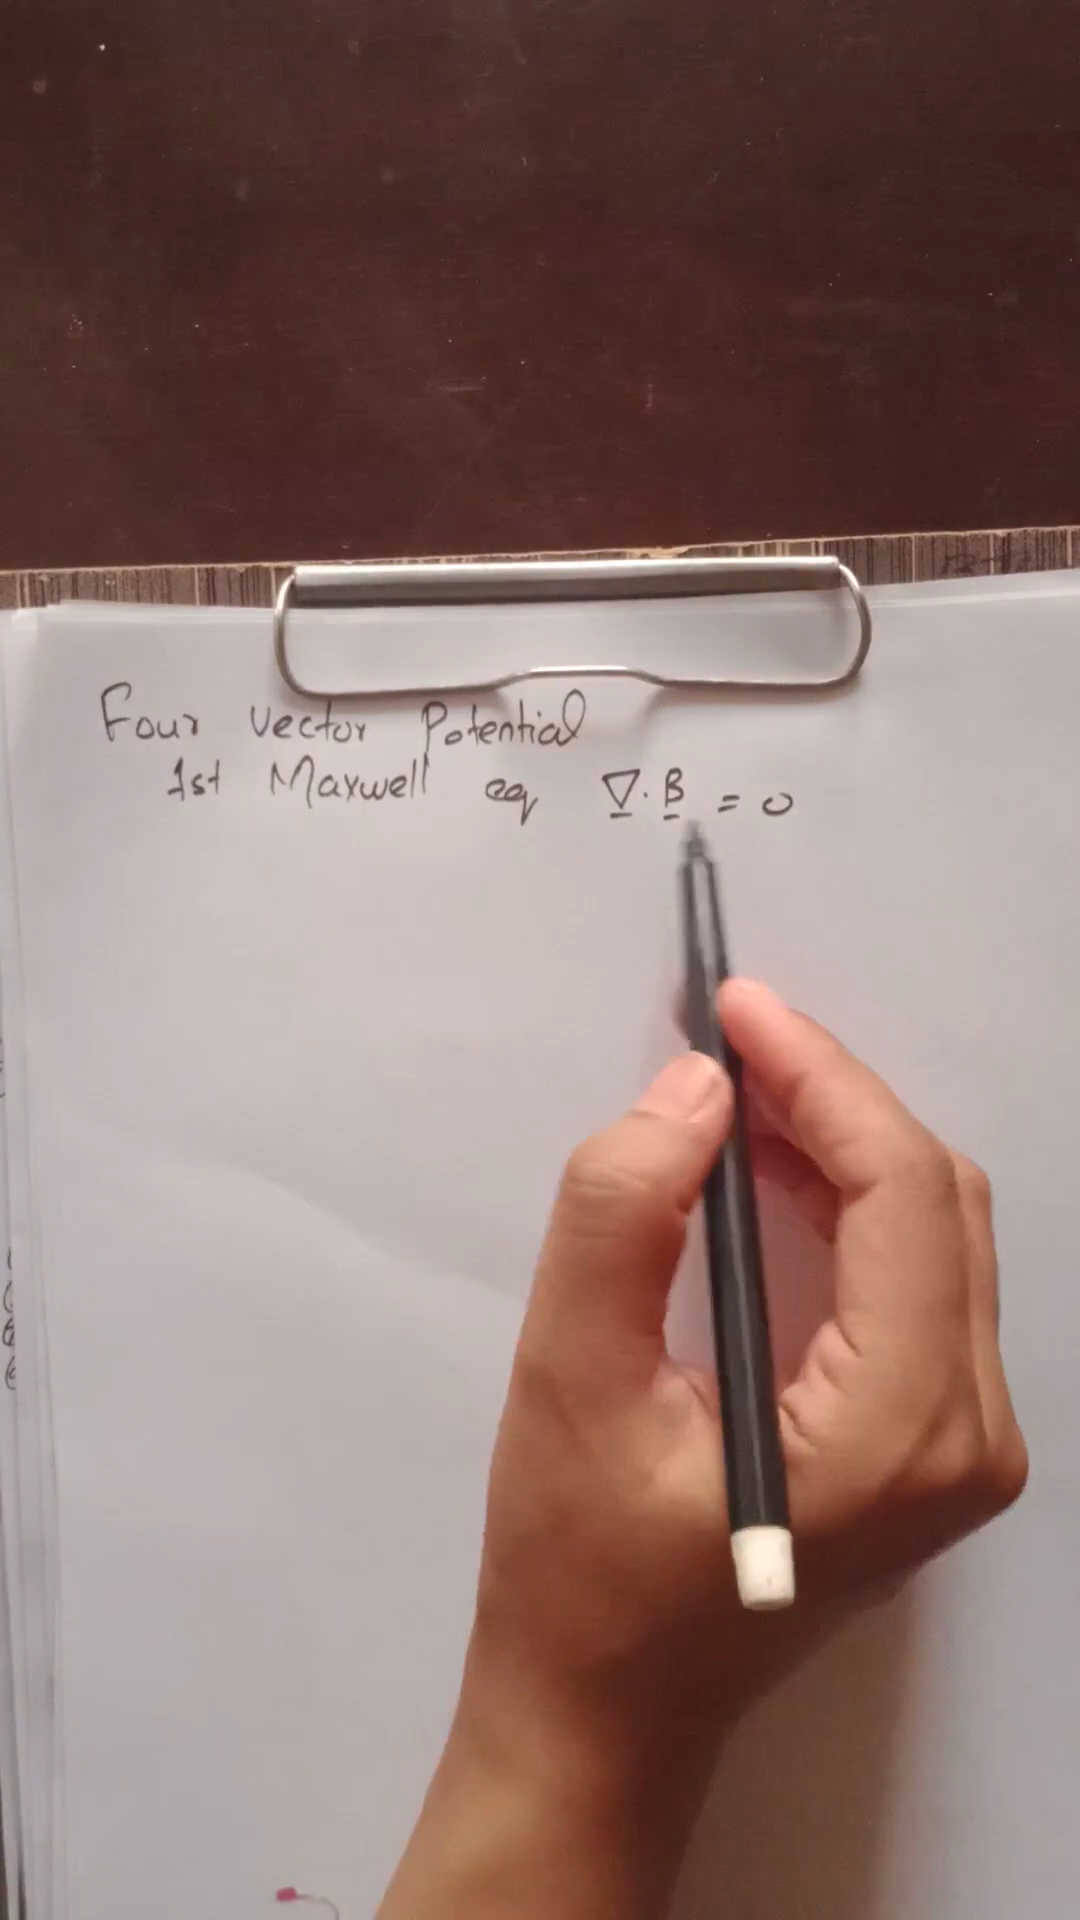 Four Vector Potential
1st Maxwell eq ∇ · B = 0